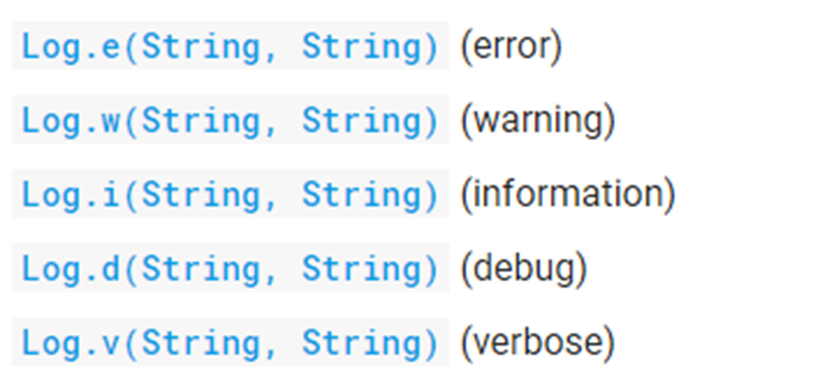 Log.e(String, String) (error)
Log.w(String, String) (warning)
Log.i(String, String) (information)
Log.d(String, String) (debug)
Log.v(String, String) (verbose)